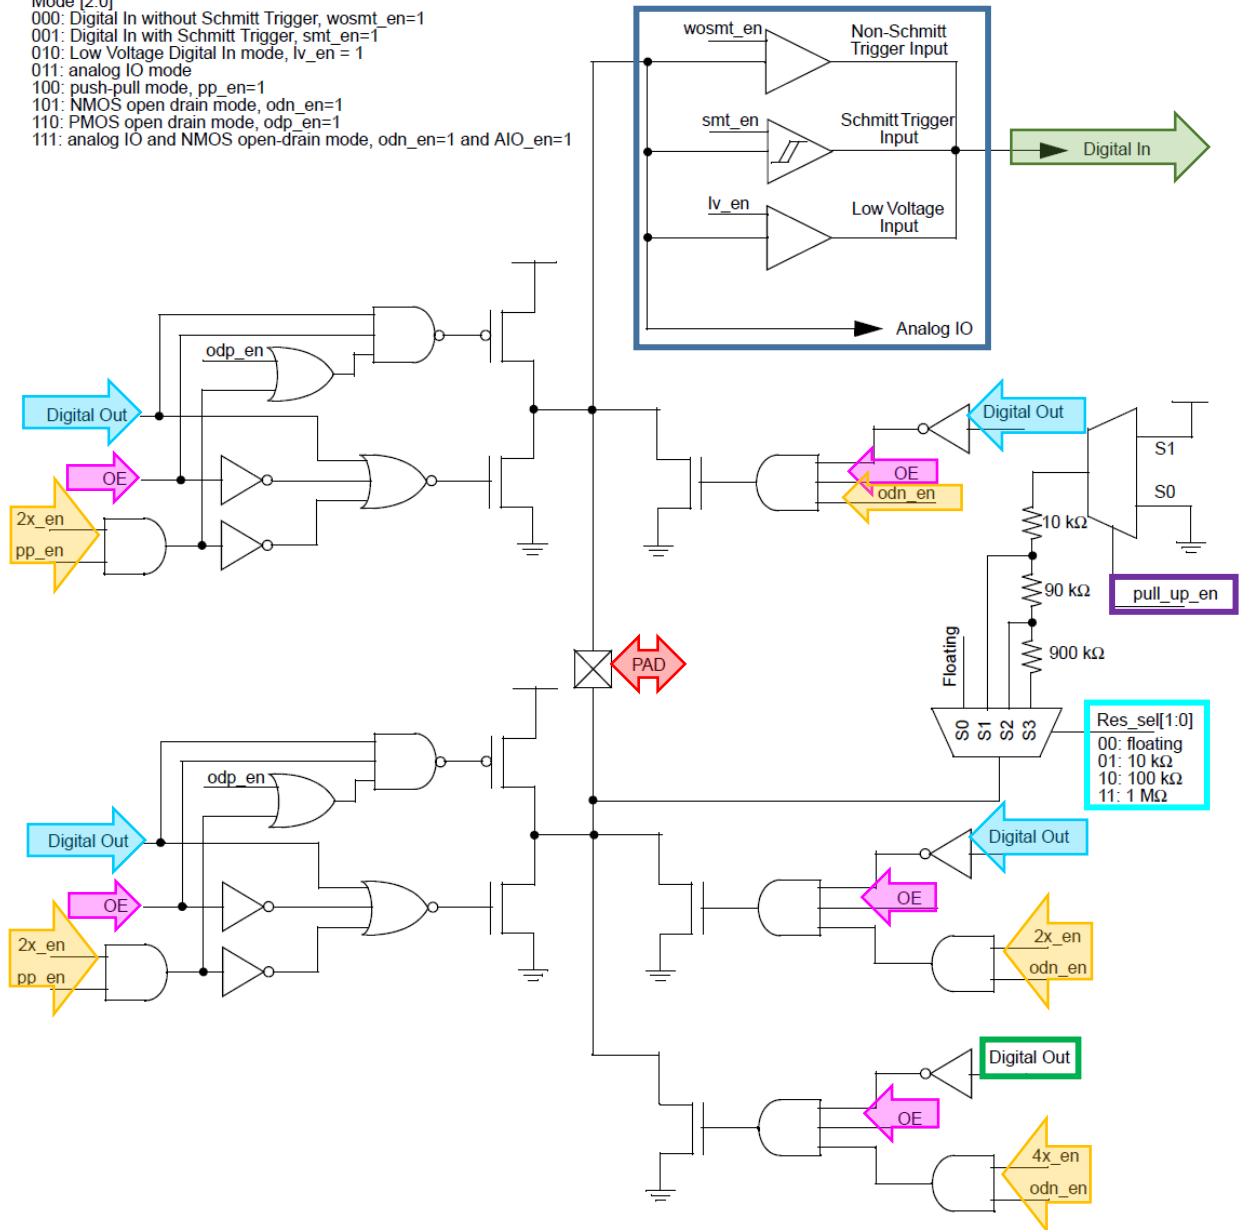 Mode [2:0]
000: Digital In without Schmitt Trigger, wosmt_en=1
001: Digital In with Schmitt Trigger, smt_en=1
010: Low Voltage Digital In mode, lv_en = 1
011: analog IO mode
100: push-pull mode, pp_en=1
101: NMOS open drain mode, odn_en=1
110: PMOS open drain mode, odp_en=1
111: analog IO and NMOS open-drain mode, odn_en=1 and AIO_en=1
wosmt_en
Non-Schmitt
Trigger Input
smt_en
Schmitt Trigger
Input
Digital In
lv_en
Low Voltage
Input
Analog IO
odp_en
Digital Out
OE
2x_en
pp_en
Digital Out
OE
odn_en
S1
S0
10 kΩ
90 kΩ
900 kΩ
pull_up_en
Floating
PAD
S0
S1
S2
S3
Res_sel[1:0]
00: floating
01: 10 kΩ
10: 100 kΩ
11: 1 MΩ
odp_en
Digital Out
OE
2x_en
pp_en
Digital Out
OE
2x_en
odn_en
Digital Out
OE
4x_en
odn_en